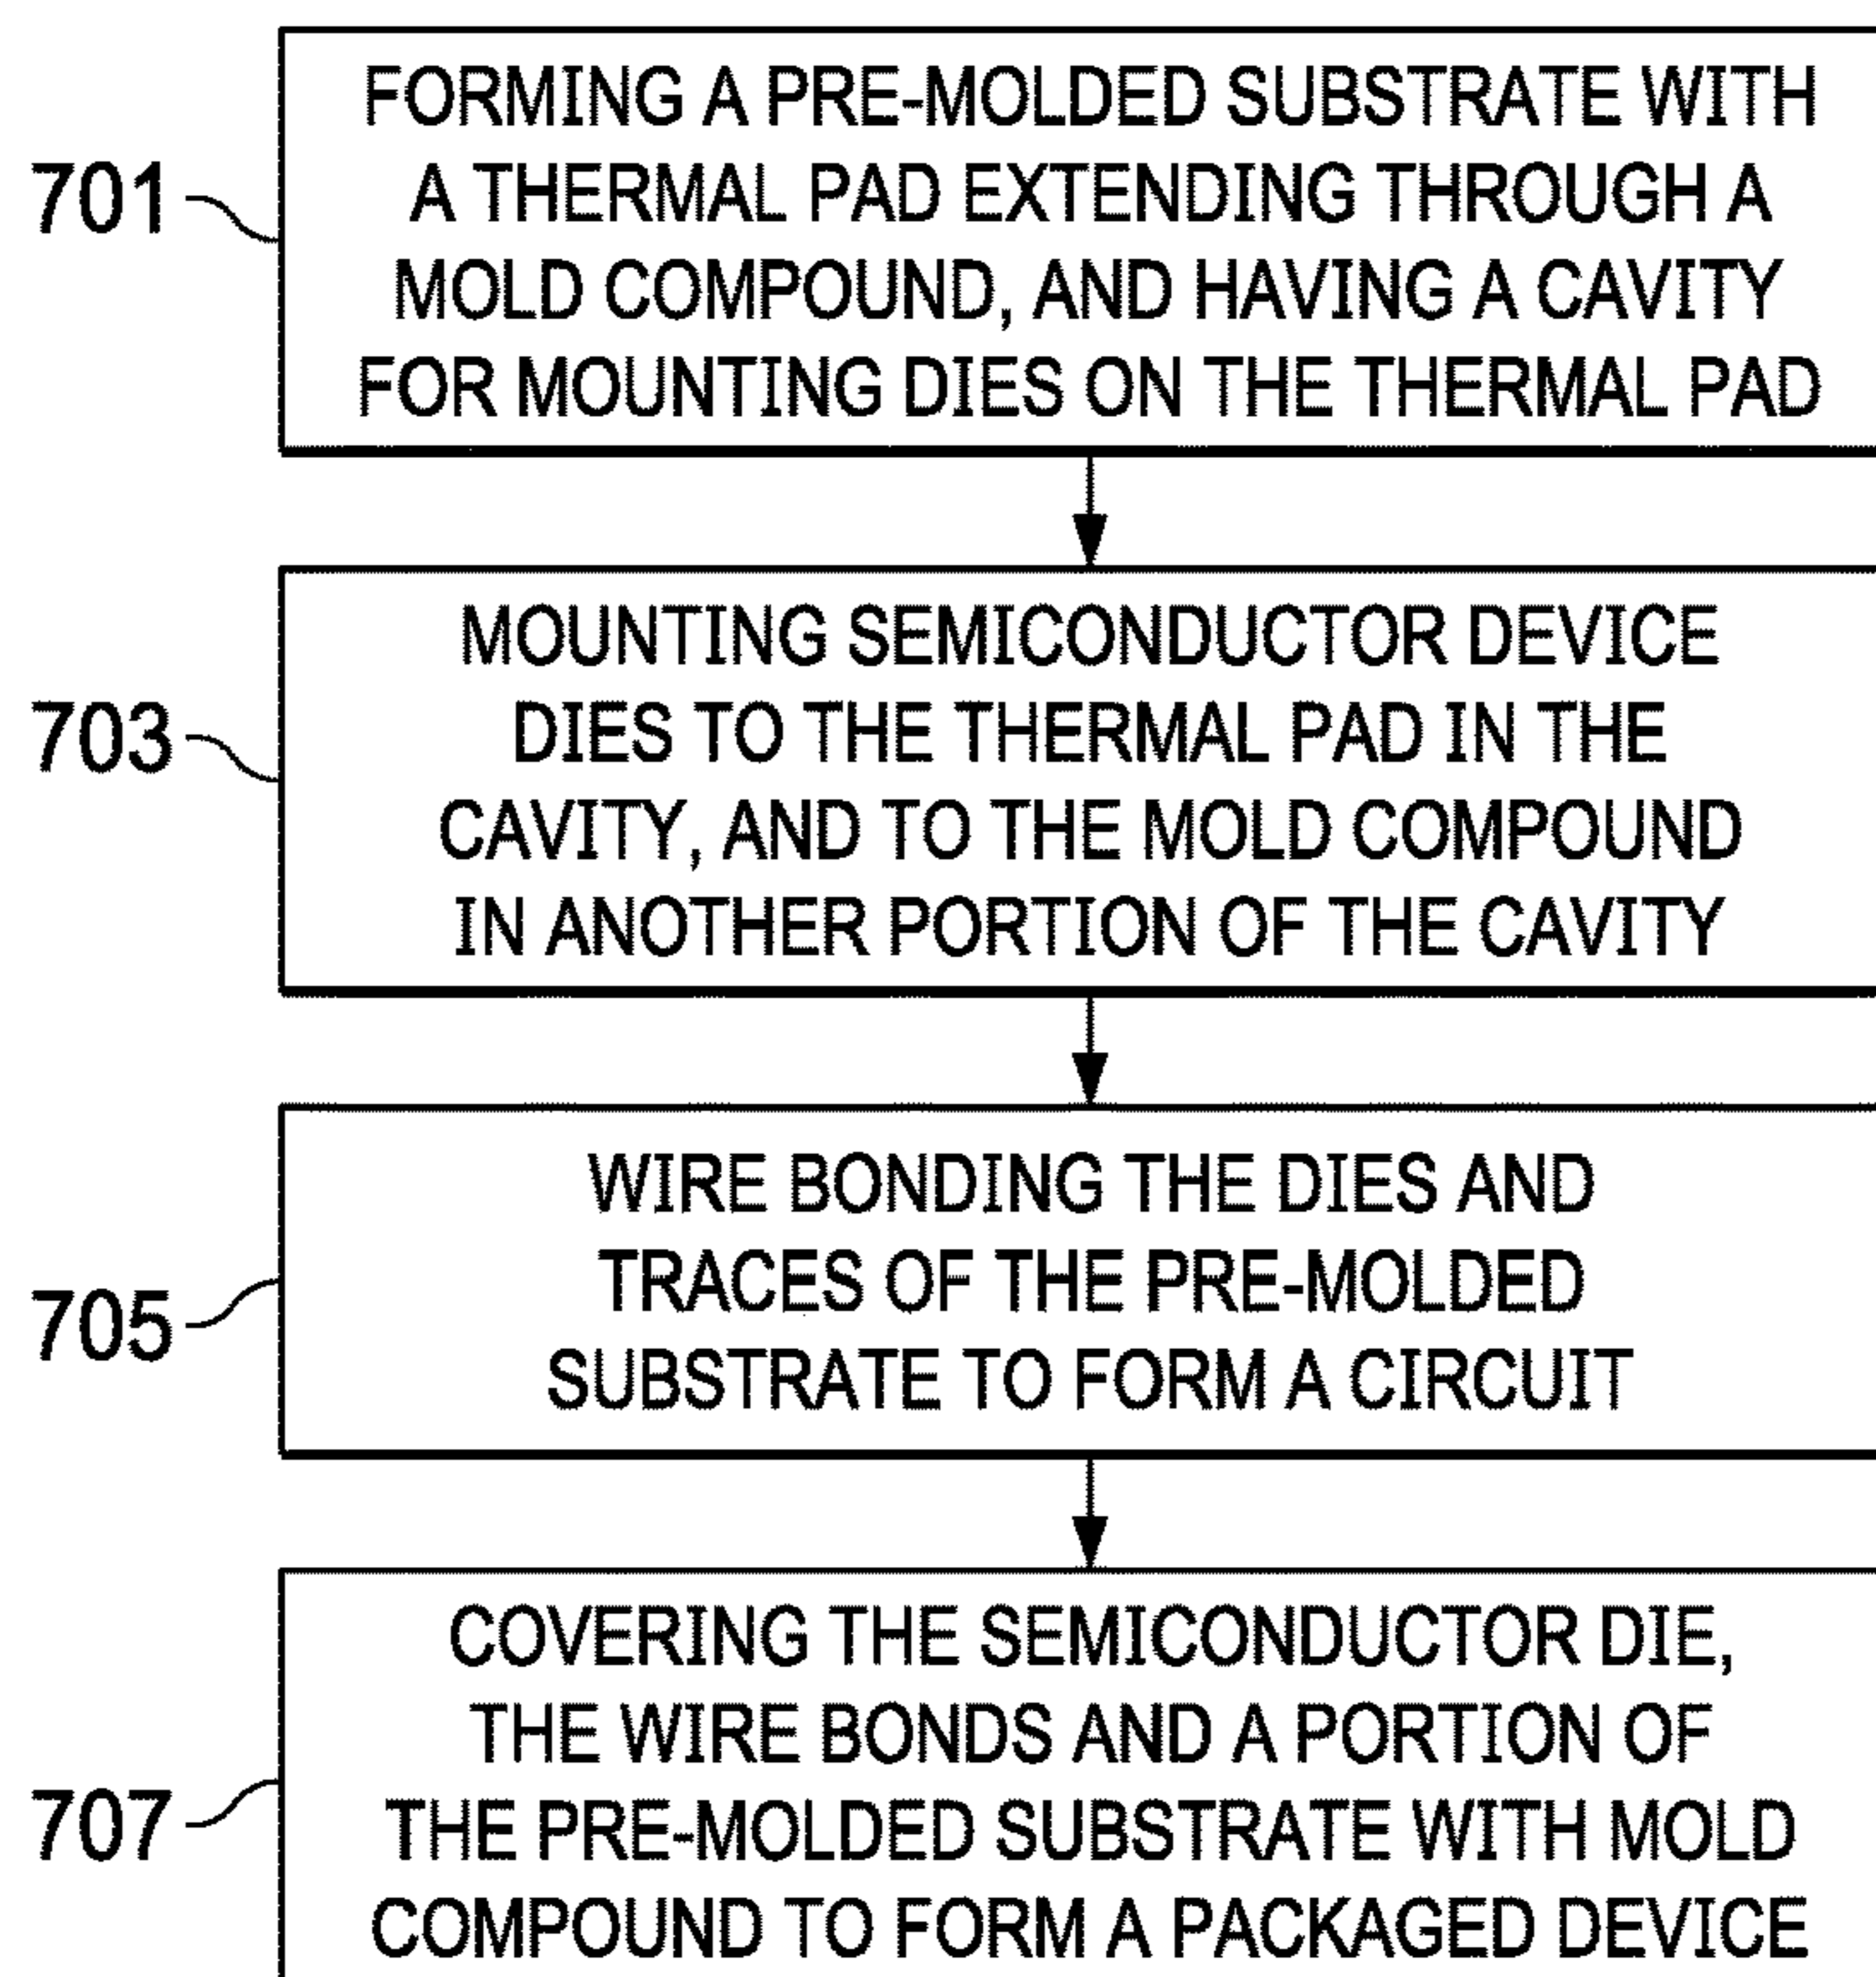 701
FORMING A PRE-MOLDED SUBSTRATE WITH
A THERMAL PAD EXTENDING THROUGH A
MOLD COMPOUND, AND HAVING A CAVITY
FOR MOUNTING DIES ON THE THERMAL PAD
703
MOUNTING SEMICONDUCTOR DEVICE
DIES TO THE THERMAL PAD IN THE
CAVITY, AND TO THE MOLD COMPOUND
IN ANOTHER PORTION OF THE CAVITY
705
WIRE BONDING THE DIES AND
TRACES OF THE PRE-MOLDED
SUBSTRATE TO FORM A CIRCUIT
707
COVERING THE SEMICONDUCTOR DIE,
THE WIRE BONDS AND A PORTION OF
THE PRE-MOLDED SUBSTRATE WITH MOLD
COMPOUND TO FORM A PACKAGED DEVICE